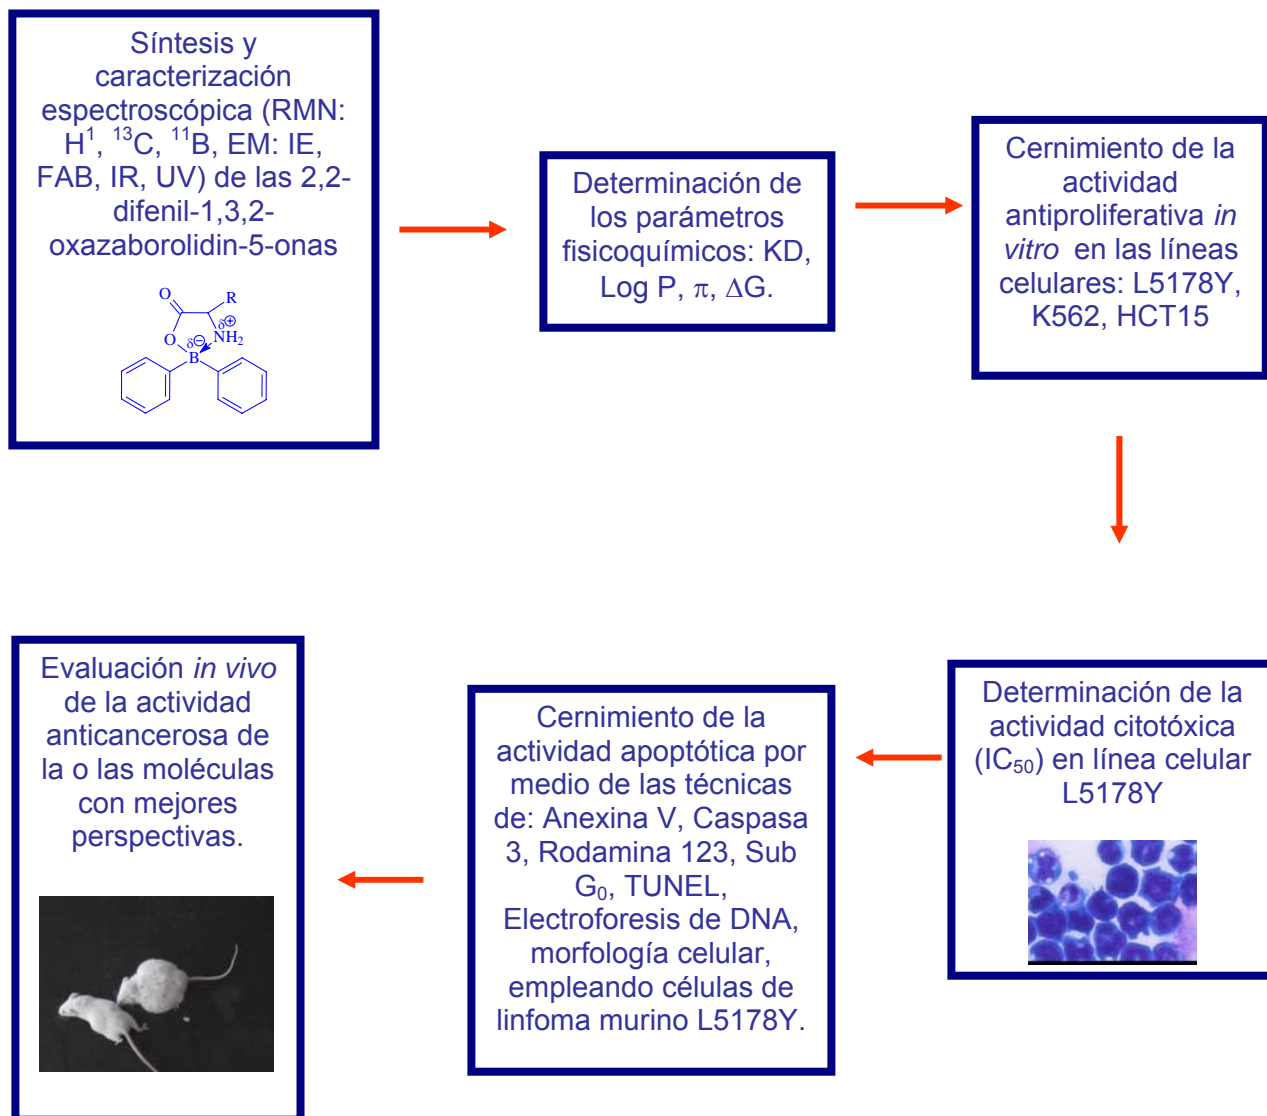 Síntesis y
caracterización
espectroscópica (RMN:
H¹, ¹³C, ¹¹B, EM: IE,
FAB, IR, UV) de las 2,2-
difenil-1,3,2-
oxazaborolidin-5-onas
O
R
δ⊕
O
δ⊖
NH₂
B
Determinación de
los parámetros
fisicoquímicos: KD,
Log P, π, ΔG.
Cernimiento de la
actividad
antiproliferativa in
vitro en las líneas
celulares: L5178Y,
K562, HCT15
Determinación de la
actividad citotóxica
(IC₅₀) en línea celular
L5178Y
Cernimiento de la
actividad apoptótica por
medio de las técnicas
de: Anexina V, Caspasa
3, Rodamina 123, Sub
G₀, TUNEL,
Electroforesis de DNA,
morfología celular,
empleando células de
linfoma murino L5178Y.
Evaluación in vivo
de la actividad
anticancerosa de
la o las moléculas
con mejores
perspectivas.